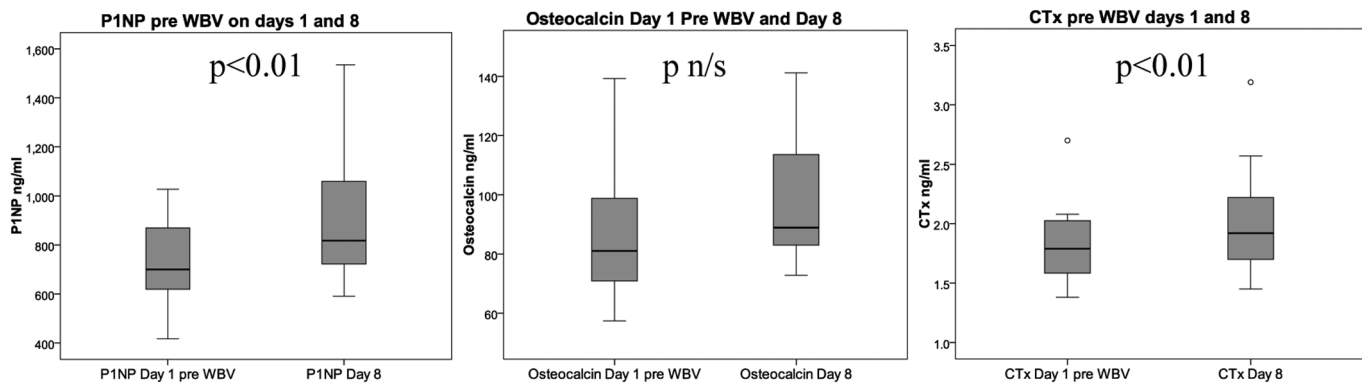 P1NP pre WBV on days 1 and 8
p<0.01
P1NP ng/ml
1,600
1,400
1,200
1,000
800
600
400
P1NP Day 1 pre WBV
P1NP Day 8
Osteocalcin Day 1 Pre WBV and Day 8
p n/s
Osteocalcin ng/ml
140
120
100
80
60
Osteocalcin Day 1 pre WBV
Osteocalcin Day 8
CTx pre WBV days 1 and 8
p<0.01
CTx ng/ml
3.5
3.0
2.5
2.0
1.5
1.0
CTx Day 1 pre WBV
CTx Day 8